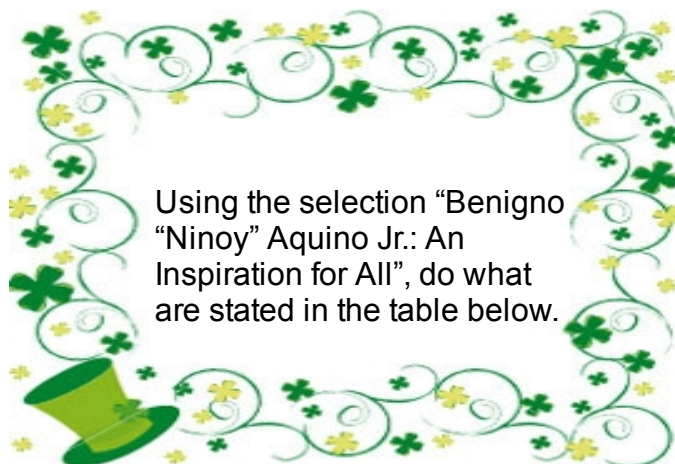 Using the selection “Benigno
“Ninoy” Aquino Jr.: An
Inspiration for All”, do what
are stated in the table below.